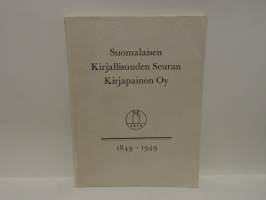 Suomalaisen
Kirjallisuuden Seuran
Kirjapainon Oy
1849 - 1949